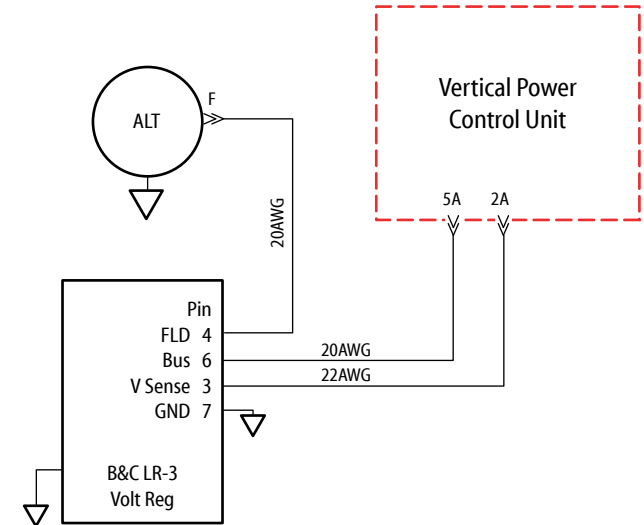 Vertical Power
Control Unit
F
ALT
5A 2A
20AWG
Pin
FLD 4
Bus 6
V Sense 3
GND 7
20AWG
22AWG
B&C LR-3
Volt Reg